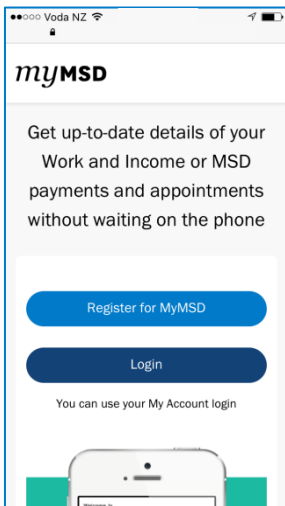 Voda NZ
myMSD
Get up-to-date details of your
Work and Income or MSD
payments and appointments
without waiting on the phone
Register for MyMSD
Login
You can use your My Account login